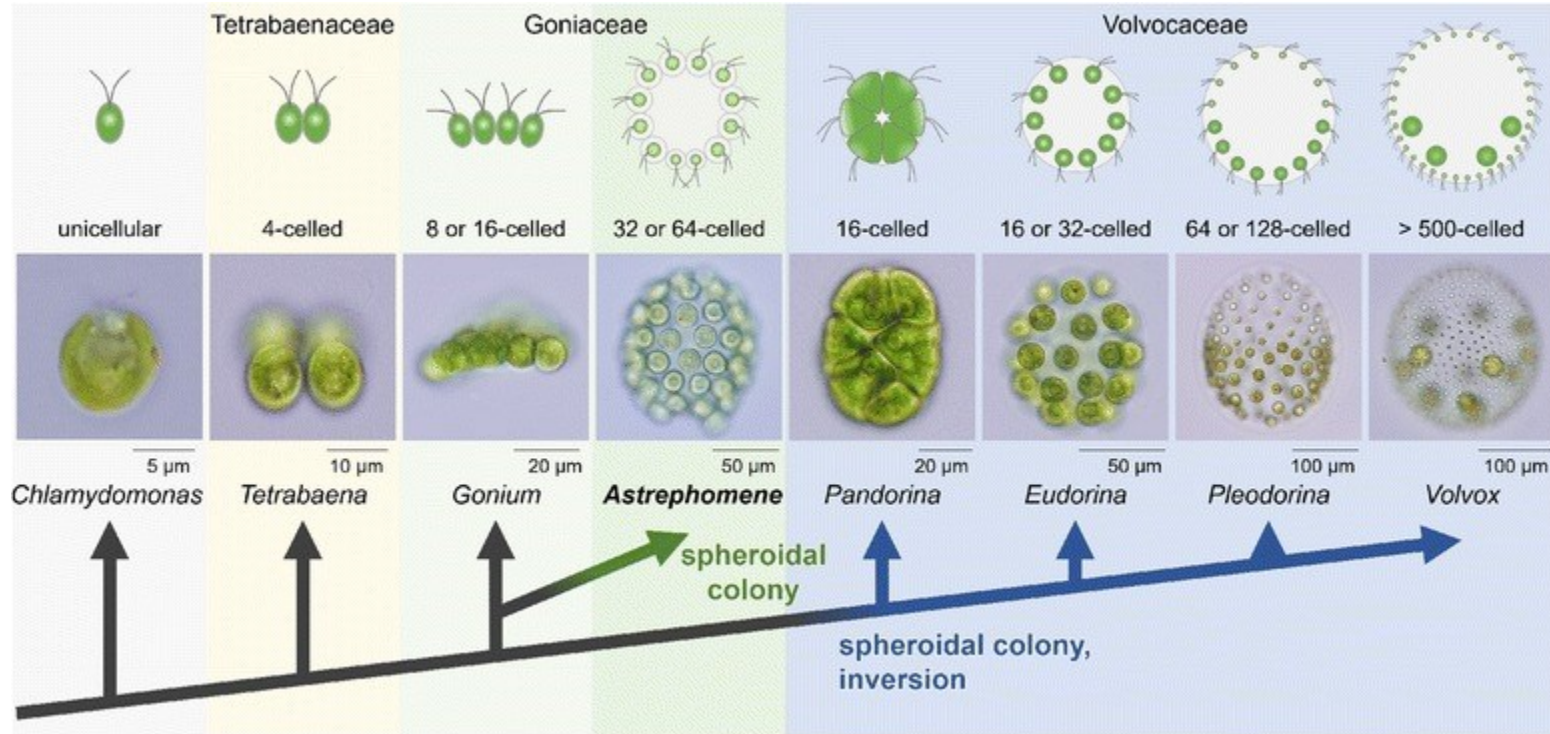 Tetrabaenaceae Goniaceae Volvocaceae
unicellular 4-celled 8 or 16-celled 32 or 64-celled 16-celled 16 or 32-celled 64 or 128-celled > 500-celled
5 µm 10 µm 20 µm 50 µm 20 µm 50 µm 100 µm 100 µm
Chlamydomonas Tetrabaena Gonium Astrephomene Pandorina Eudorina Pleodorina Volvox
spheroidal
colony
spheroidal colony,
inversion